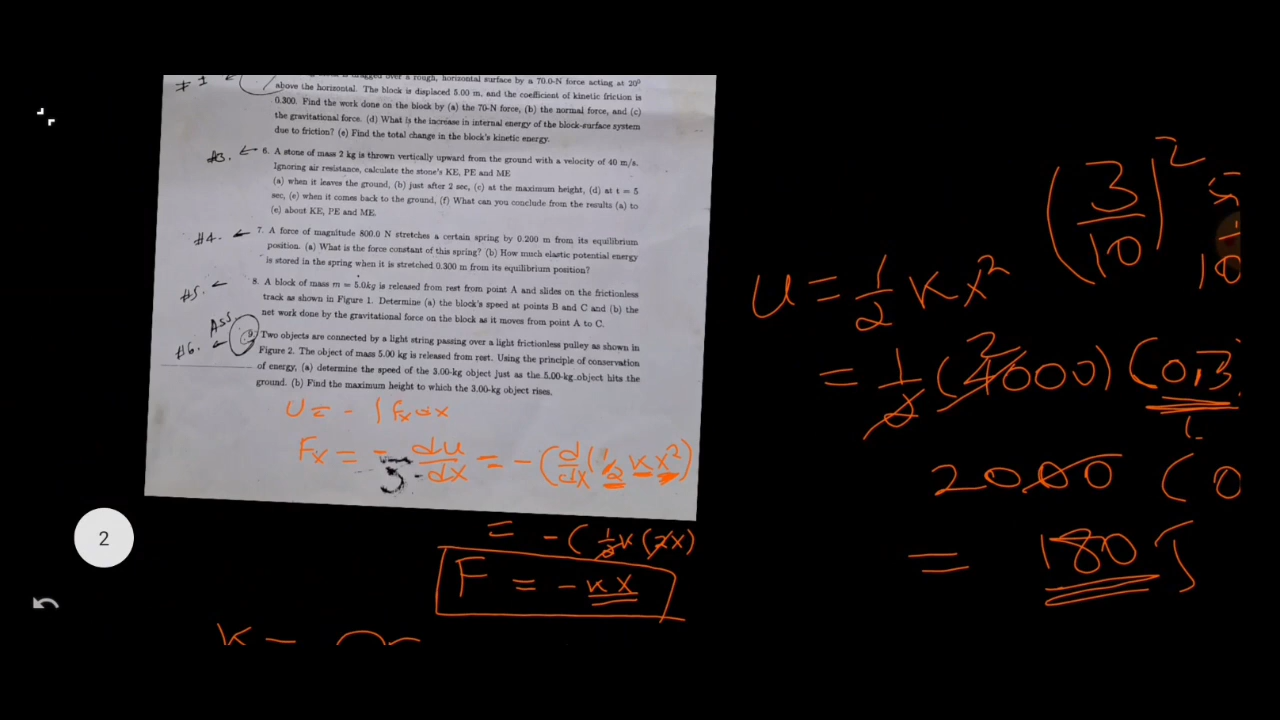 ≠1 ←
over a rough, horizontal surface by a 70.0-N force acting at 20⁰
above the horizontal. The block is displaced 5.00 m, and the coefficient of kinetic friction is
0.300. Find the work done on the block by (a) the 70-N force, (b) the normal force, and (c)
the gravitational force. (d) What is the increase in internal energy of the block-surface system
due to friction? (e) Find the total change in the block's kinetic energy.
#3. ← 6. A stone of mass 2 kg is thrown vertically upward from the ground with a velocity of 40 m/s.
Ignoring air resistance, calculate the stone's KE, PE and ME
(a) when it leaves the ground, (b) just after 2 sec, (c) at the maximum height, (d) at t = 5
sec, (e) when it comes back to the ground, (f) What can you conclude from the results (a) to
(e) about KE, PE and ME.
#4. ← 7. A force of magnitude 800.0 N stretches a certain spring by 0.200 m from its equilibrium
position. (a) What is the force constant of this spring? (b) How much elastic potential energy
is stored in the spring when it is stretched 0.300 m from its equilibrium position?
#5. ← 8. A block of mass m = 5.0kg is released from rest from point A and slides on the frictionless
track as shown in Figure 1. Determine (a) the block's speed at points B and C and (b) the
net work done by the gravitational force on the block as it moves from point A to C.
Ass
#6. ← 9. Two objects are connected by a light string passing over a light frictionless pulley as shown in
Figure 2. The object of mass 5.00 kg is released from rest. Using the principle of conservation
of energy, (a) determine the speed of the 3.00-kg object just as the 5.00-kg object hits the
ground. (b) Find the maximum height to which the 3.00-kg object rises.
U = - ∫ Fx dx
Fx = - du/dx = - (d/dx (1/2 kx²)
5
= - (1/2 k (2x)
F = - kx
k =
2
(3/10)²
10
U = 1/2 kx²
= 1/2 (4000) (0.3
2
2000 (0
= 180 J